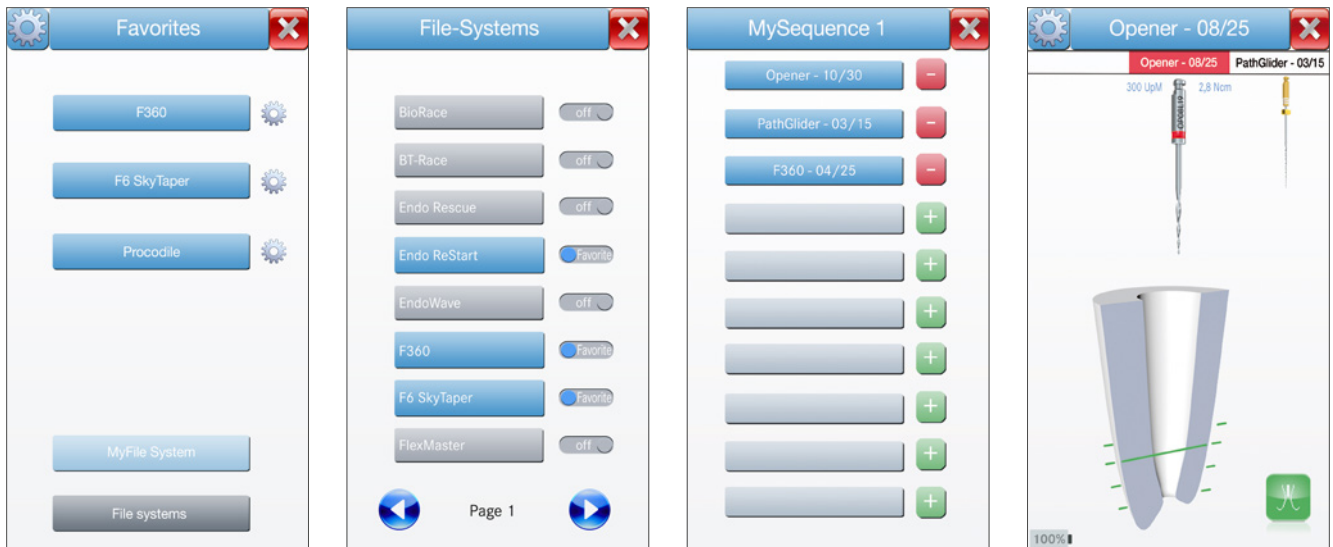 Favorites
F360
F6 SkyTaper
Procodile
MyFile System
File systems
File-Systems
BioRace
off
BT-Race
off
Endo Rescue
off
Endo ReStart
Favorite
EndoWave
off
F360
Favorite
F6 SkyTaper
Favorite
FlexMaster
off
Page 1
MySequence 1
Opener - 10/30
PathGlider - 03/15
F360 - 04/25
Opener - 08/25
Opener - 08/25 PathGlider - 03/15
300 UpM 2,8 Ncm
100%